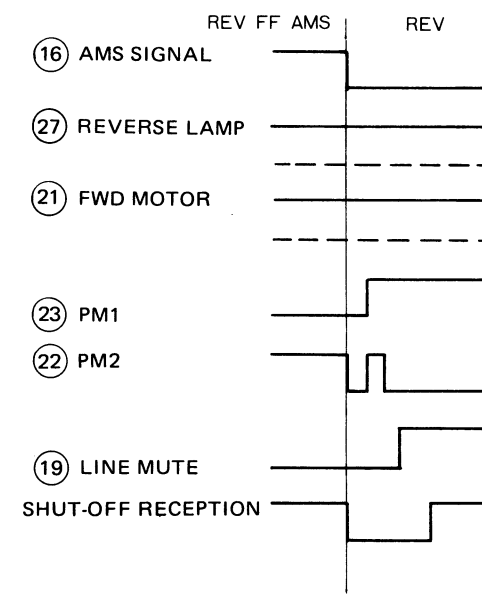 REV FF AMS REV
16 AMS SIGNAL
27 REVERSE LAMP
21 FWD MOTOR
23 PM1
22 PM2
19 LINE MUTE
SHUT-OFF RECEPTION